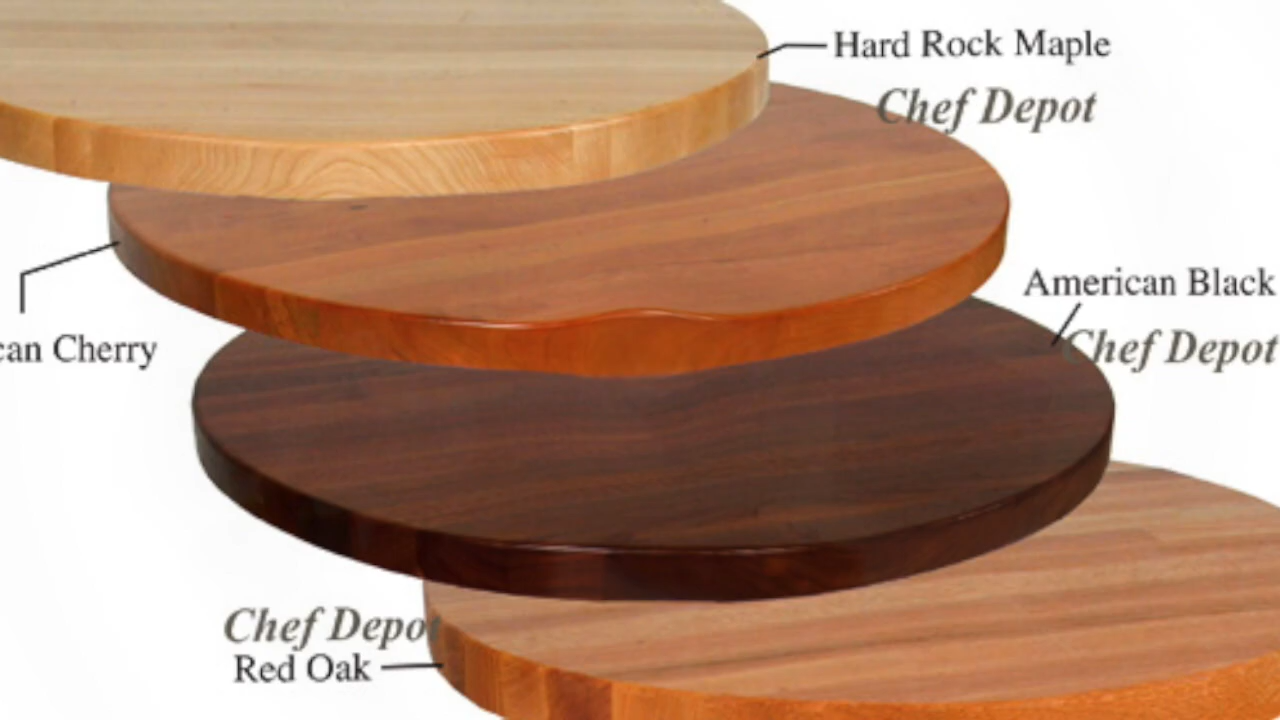 Hard Rock Maple
Chef Depot
American Black
Chef Depot
can Cherry
Chef Depot
Red Oak